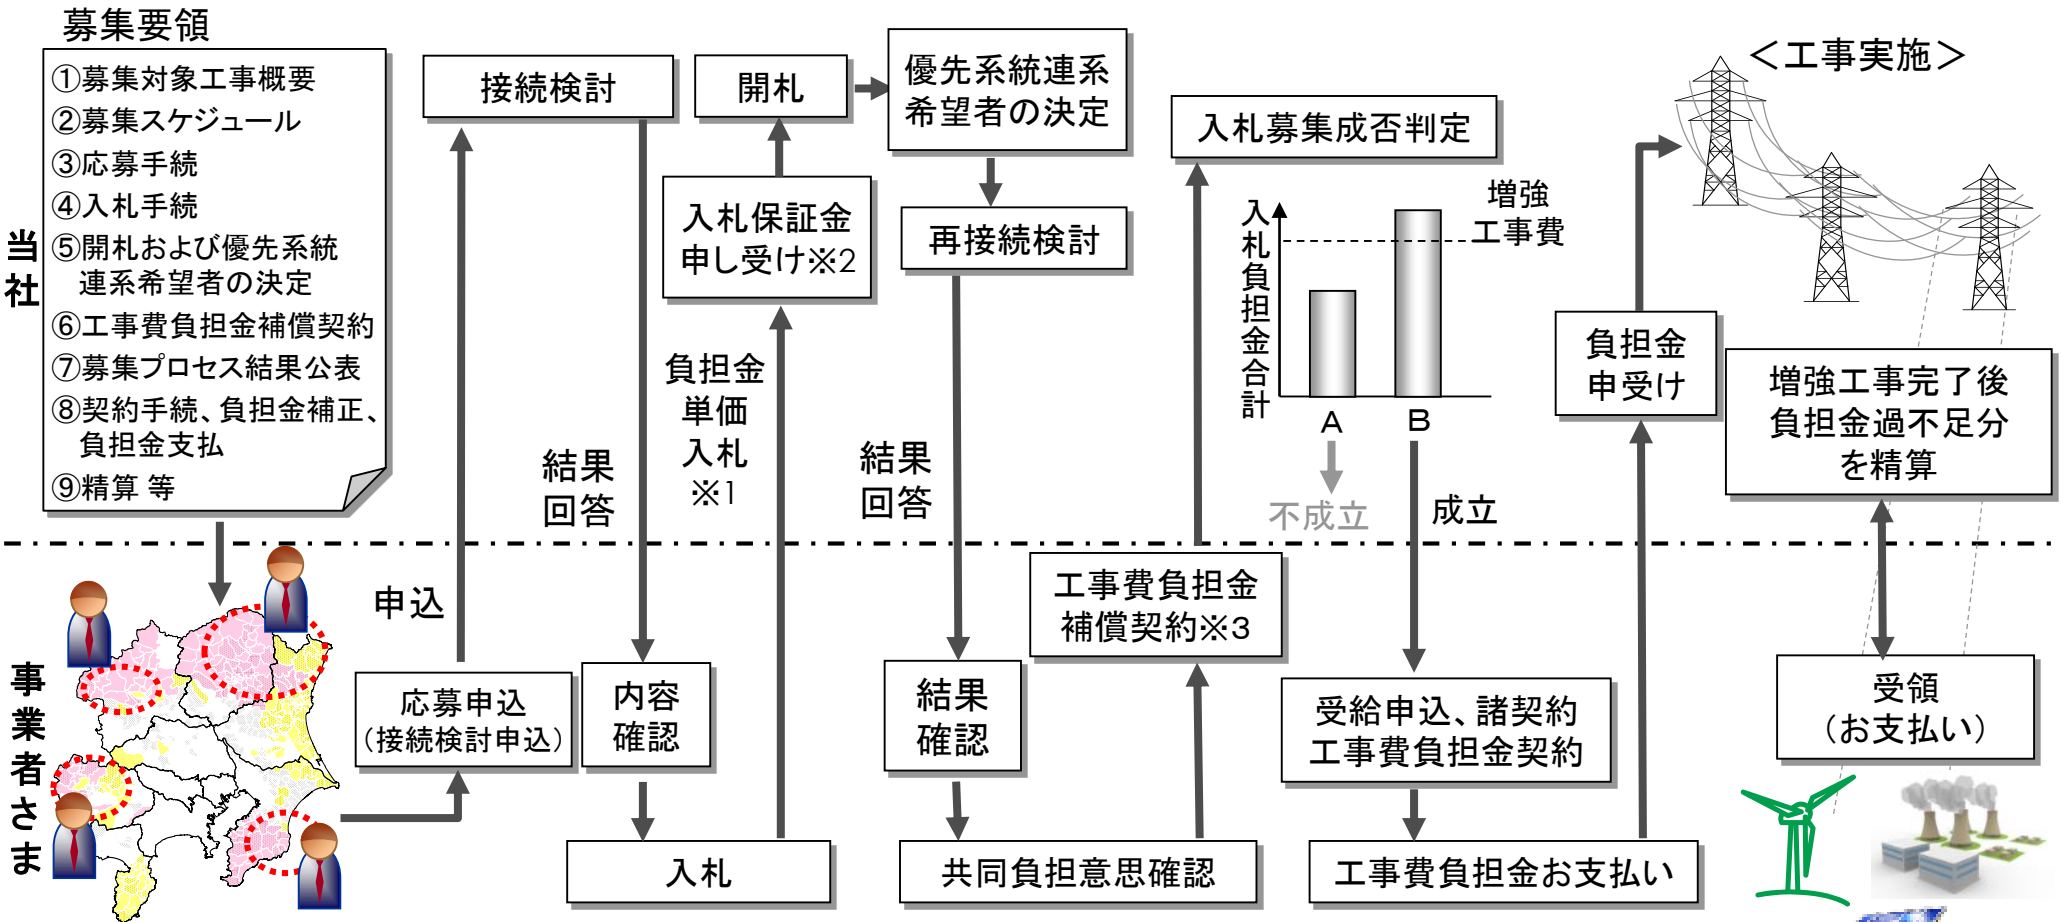 募集要領
①募集対象工事概要
②募集スケジュール
③応募手続
④入札手続
⑤開札および優先系統
連系希望者の決定
⑥工事費負担金補償契約
⑦募集プロセス結果公表
⑧契約手続、負担金補正、
負担金支払
⑨精算 等
当社
事業者さま
申込
応募申込
(接続検討申込)
接続検討
結果
回答
内容
確認
入札
負担金
単価
入札
※1
入札保証金
申し受け※2
開札
優先系統連系
希望者の決定
再接続検討
結果
回答
結果
確認
共同負担意思確認
工事費負担金
補償契約※3
入札募集成否判定
入札負担金合計
増強
工事費
A
B
不成立
成立
受給申込、諸契約
工事費負担金契約
工事費負担金お支払い
負担金
申受け
＜工事実施＞
増強工事完了後
負担金過不足分
を精算
受領
(お支払い)